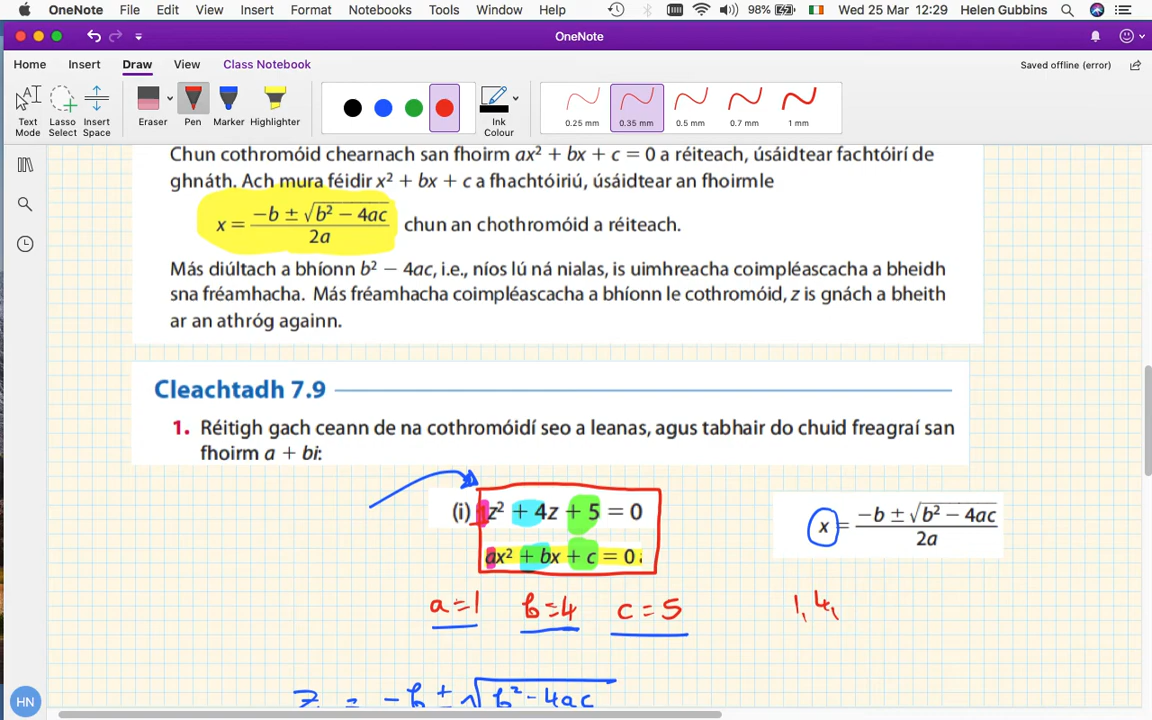 OneNote File Edit View Insert Format Notebooks Tools Window Help 98% Wed 25 Mar 12:29 Helen Gubbins
OneNote
Home Insert Draw View Class Notebook Saved offline (error)
Text Mode Lasso Select Insert Space Eraser Pen Marker Highlighter Ink Colour 0.25 mm 0.35 mm 0.5 mm 0.7 mm 1 mm
Chun cothromóid chearnach san fhoirm ax² + bx + c = 0 a réiteach, úsáidtear fachtóirí de
ghnáth. Ach mura féidir x² + bx + c a fhachtóiriú, úsáidtear an fhoirmle
x = (−b ± √(b² − 4ac)) / 2a chun an chothromóid a réiteach.
Más diúltach a bhíonn b² − 4ac, i.e., níos lú ná nialas, is uimhreacha coimpléascacha a bheidh
sna fréamhacha. Más fréamhacha coimpléascacha a bhíonn le cothromóid, z is gnách a bheith
ar an athróg againn.
Cleachtadh 7.9
1. Réitigh gach ceann de na cothromóidí seo a leanas, agus tabhair do chuid freagraí san
fhoirm a + bi:
(i) 1z² + 4z + 5 = 0
x = (−b ± √(b² − 4ac)) / 2a
ax² + bx + c = 0
a = 1 b = 4 c = 5 1, 4,
z = −b ± √(b² − 4ac)
HN